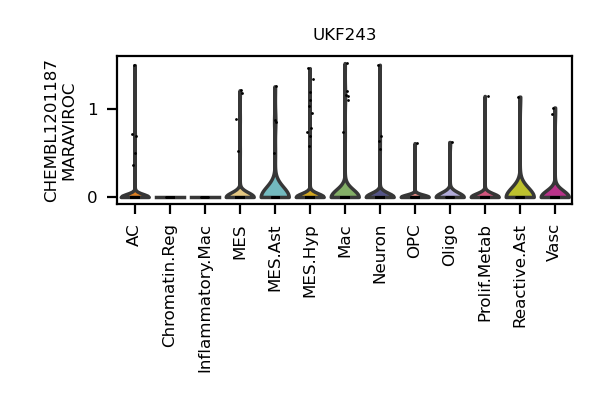 UKF243
CHEMBL1201187
MARAVIROC
1
0
AC
Chromatin.Reg
Inflammatory.Mac
MES
MES.Ast
MES.Hyp
Mac
Neuron
OPC
Oligo
Prolif.Metab
Reactive.Ast
Vasc